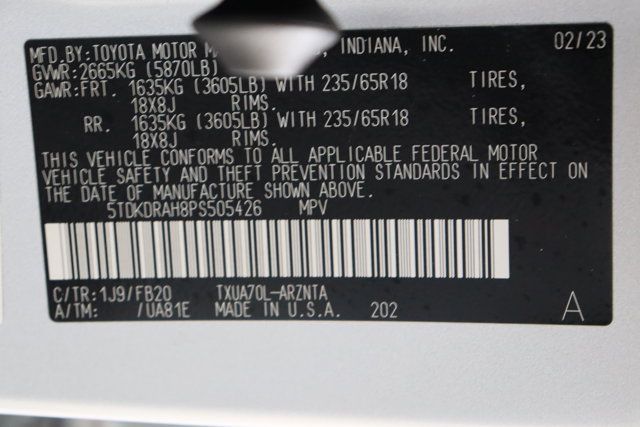 MFD.BY:TOYOTA MOTOR INDIANA, INC. 02/23
GVWR:2665KG (5870LB)
GAWR:FRT. 1635KG (3605LB) WITH 235/65R18 TIRES,
18X8J RIMS.
RR. 1635KG (3605LB) WITH 235/65R18 TIRES,
18X8J RIMS.
THIS VEHICLE CONFORMS TO ALL APPLICABLE FEDERAL MOTOR
VEHICLE SAFETY AND THEFT PREVENTION STANDARDS IN EFFECT ON
THE DATE OF MANUFACTURE SHOWN ABOVE.
5TDKDRAH8PS505426 MPV
C/TR:1J9/FB20 TXUA70L-ARZNTA
A/TM: /UA81E MADE IN U.S.A. 202 A